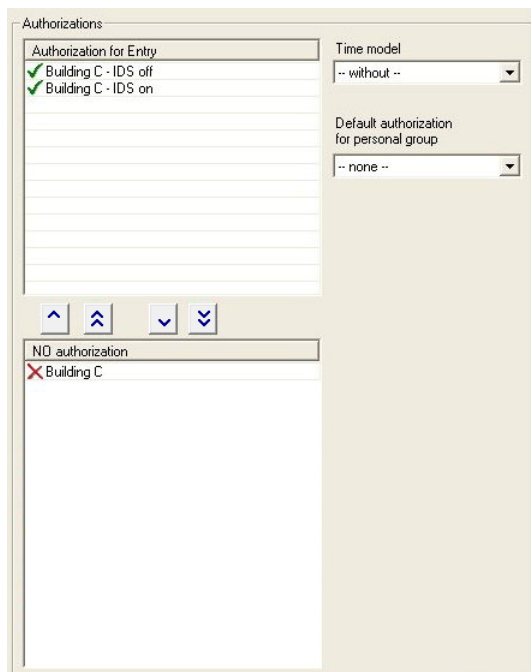 Authorizations
Authorization for Entry
Building C - IDS off
Building C - IDS on
Time model
-- without --
Default authorization
for personal group
-- none --
NO authorization
Building C